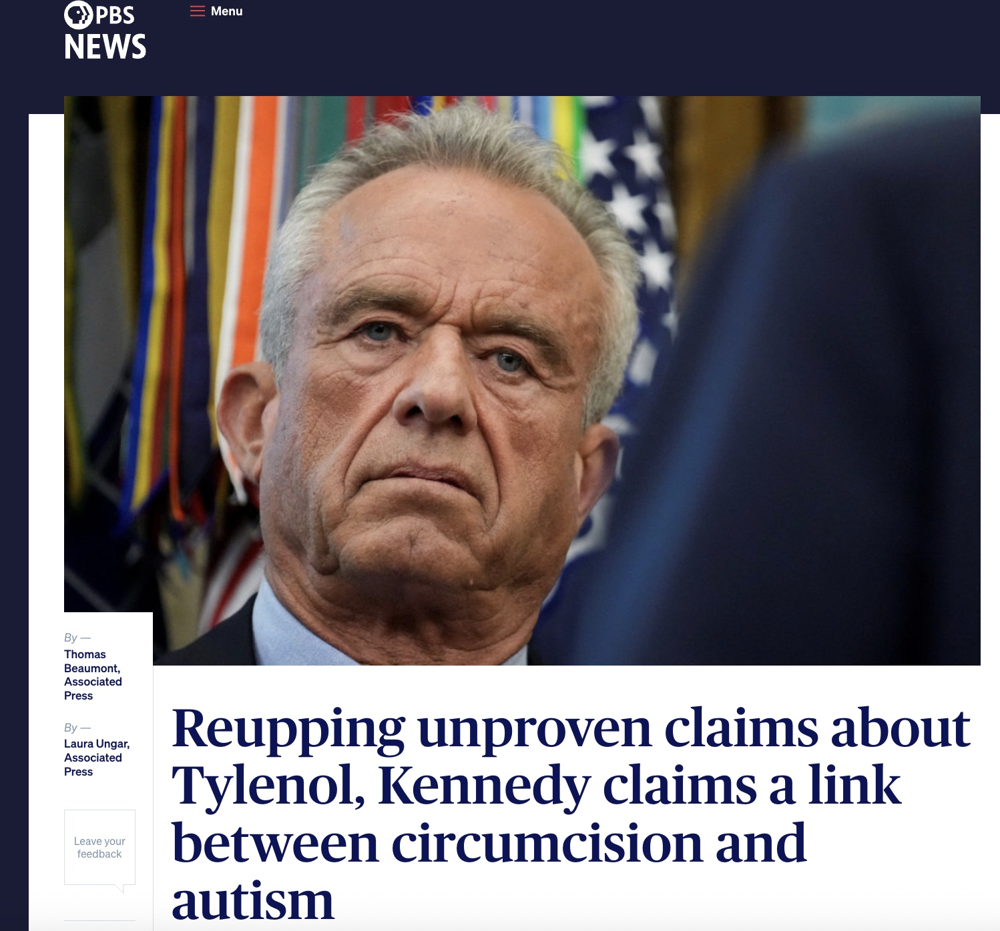 PBS
NEWS
Menu
By —
Thomas
Beaumont,
Associated
Press
By —
Laura Ungar,
Associated
Press
Leave your
feedback
Reupping unproven claims about
Tylenol, Kennedy claims a link
between circumcision and
autism